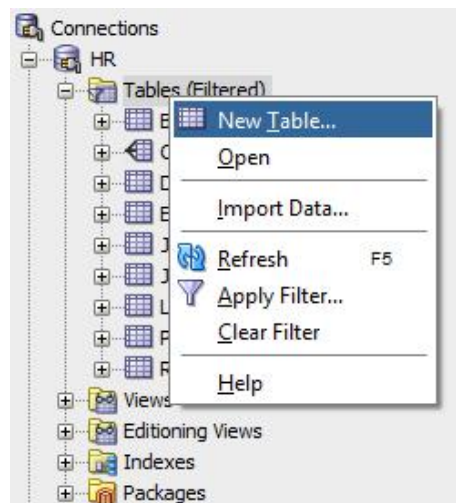 Connections
HR
Tables (Filtered)
New Table...
Open
Import Data...
Refresh F5
Apply Filter...
Clear Filter
Help
Views
Editioning Views
Indexes
Packages